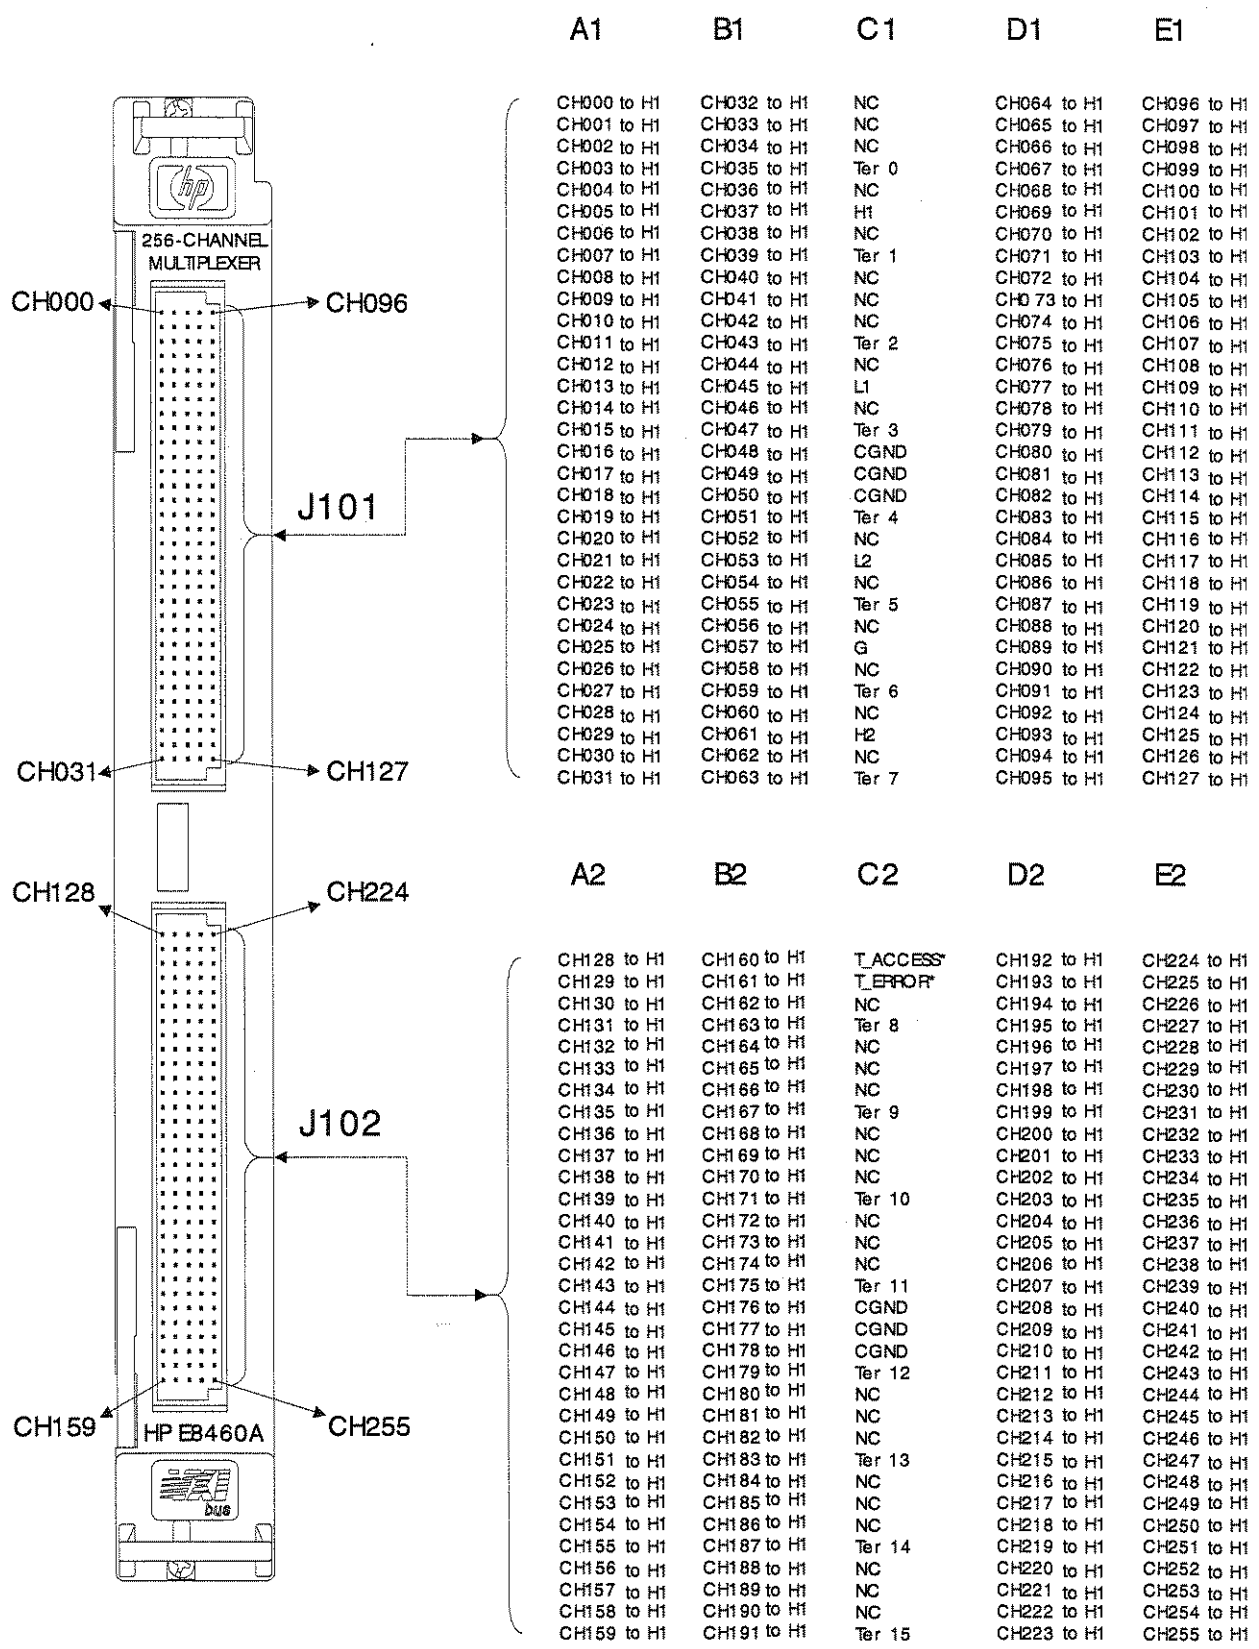 A1 B1 C1 D1 E1
CH000 to H1 CH032 to H1 NC CH064 to H1 CH096 to H1
CH001 to H1 CH033 to H1 NC CH065 to H1 CH097 to H1
CH002 to H1 CH034 to H1 NC CH066 to H1 CH098 to H1
CH003 to H1 CH035 to H1 Ter 0 CH067 to H1 CH099 to H1
CH004 to H1 CH036 to H1 NC CH068 to H1 CH100 to H1
CH005 to H1 CH037 to H1 H1 CH069 to H1 CH101 to H1
CH006 to H1 CH038 to H1 NC CH070 to H1 CH102 to H1
CH007 to H1 CH039 to H1 Ter 1 CH071 to H1 CH103 to H1
CH008 to H1 CH040 to H1 NC CH072 to H1 CH104 to H1
CH009 to H1 CH041 to H1 NC CH0 73 to H1 CH105 to H1
CH010 to H1 CH042 to H1 NC CH074 to H1 CH106 to H1
CH011 to H1 CH043 to H1 Ter 2 CH075 to H1 CH107 to H1
CH012 to H1 CH044 to H1 NC CH076 to H1 CH108 to H1
CH013 to H1 CH045 to H1 L1 CH077 to H1 CH109 to H1
CH014 to H1 CH046 to H1 NC CH078 to H1 CH110 to H1
CH015 to H1 CH047 to H1 Ter 3 CH079 to H1 CH111 to H1
CH016 to H1 CH048 to H1 CGND CH080 to H1 CH112 to H1
CH017 to H1 CH049 to H1 CGND CH081 to H1 CH113 to H1
CH018 to H1 CH050 to H1 CGND CH082 to H1 CH114 to H1
CH019 to H1 CH051 to H1 Ter 4 CH083 to H1 CH115 to H1
CH020 to H1 CH052 to H1 NC CH084 to H1 CH116 to H1
CH021 to H1 CH053 to H1 L2 CH085 to H1 CH117 to H1
CH022 to H1 CH054 to H1 NC CH086 to H1 CH118 to H1
CH023 to H1 CH055 to H1 Ter 5 CH087 to H1 CH119 to H1
CH024 to H1 CH056 to H1 NC CH088 to H1 CH120 to H1
CH025 to H1 CH057 to H1 G CH089 to H1 CH121 to H1
CH026 to H1 CH058 to H1 NC CH090 to H1 CH122 to H1
CH027 to H1 CH059 to H1 Ter 6 CH091 to H1 CH123 to H1
CH028 to H1 CH060 to H1 NC CH092 to H1 CH124 to H1
CH029 to H1 CH061 to H1 H2 CH093 to H1 CH125 to H1
CH030 to H1 CH062 to H1 NC CH094 to H1 CH126 to H1
CH031 to H1 CH063 to H1 Ter 7 CH095 to H1 CH127 to H1
hp
256-CHANNEL
MULTIPLEXER
CH000 CH096
J101
CH031 CH127
CH128 CH224
J102
CH159 CH255
HP E8460A
VXI
bus
A2 B2 C2 D2 E2
CH128 to H1 CH160 to H1 T_ACCESS* CH192 to H1 CH224 to H1
CH129 to H1 CH161 to H1 T_ERROR* CH193 to H1 CH225 to H1
CH130 to H1 CH162 to H1 NC CH194 to H1 CH226 to H1
CH131 to H1 CH163 to H1 Ter 8 CH195 to H1 CH227 to H1
CH132 to H1 CH164 to H1 NC CH196 to H1 CH228 to H1
CH133 to H1 CH165 to H1 NC CH197 to H1 CH229 to H1
CH134 to H1 CH166 to H1 NC CH198 to H1 CH230 to H1
CH135 to H1 CH167 to H1 Ter 9 CH199 to H1 CH231 to H1
CH136 to H1 CH168 to H1 NC CH200 to H1 CH232 to H1
CH137 to H1 CH169 to H1 NC CH201 to H1 CH233 to H1
CH138 to H1 CH170 to H1 NC CH202 to H1 CH234 to H1
CH139 to H1 CH171 to H1 Ter 10 CH203 to H1 CH235 to H1
CH140 to H1 CH172 to H1 NC CH204 to H1 CH236 to H1
CH141 to H1 CH173 to H1 NC CH205 to H1 CH237 to H1
CH142 to H1 CH174 to H1 NC CH206 to H1 CH238 to H1
CH143 to H1 CH175 to H1 Ter 11 CH207 to H1 CH239 to H1
CH144 to H1 CH176 to H1 CGND CH208 to H1 CH240 to H1
CH145 to H1 CH177 to H1 CGND CH209 to H1 CH241 to H1
CH146 to H1 CH178 to H1 CGND CH210 to H1 CH242 to H1
CH147 to H1 CH179 to H1 Ter 12 CH211 to H1 CH243 to H1
CH148 to H1 CH180 to H1 NC CH212 to H1 CH244 to H1
CH149 to H1 CH181 to H1 NC CH213 to H1 CH245 to H1
CH150 to H1 CH182 to H1 NC CH214 to H1 CH246 to H1
CH151 to H1 CH183 to H1 Ter 13 CH215 to H1 CH247 to H1
CH152 to H1 CH184 to H1 NC CH216 to H1 CH248 to H1
CH153 to H1 CH185 to H1 NC CH217 to H1 CH249 to H1
CH154 to H1 CH186 to H1 NC CH218 to H1 CH250 to H1
CH155 to H1 CH187 to H1 Ter 14 CH219 to H1 CH251 to H1
CH156 to H1 CH188 to H1 NC CH220 to H1 CH252 to H1
CH157 to H1 CH189 to H1 NC CH221 to H1 CH253 to H1
CH158 to H1 CH190 to H1 NC CH222 to H1 CH254 to H1
CH159 to H1 CH191 to H1 Ter 15 CH223 to H1 CH255 to H1